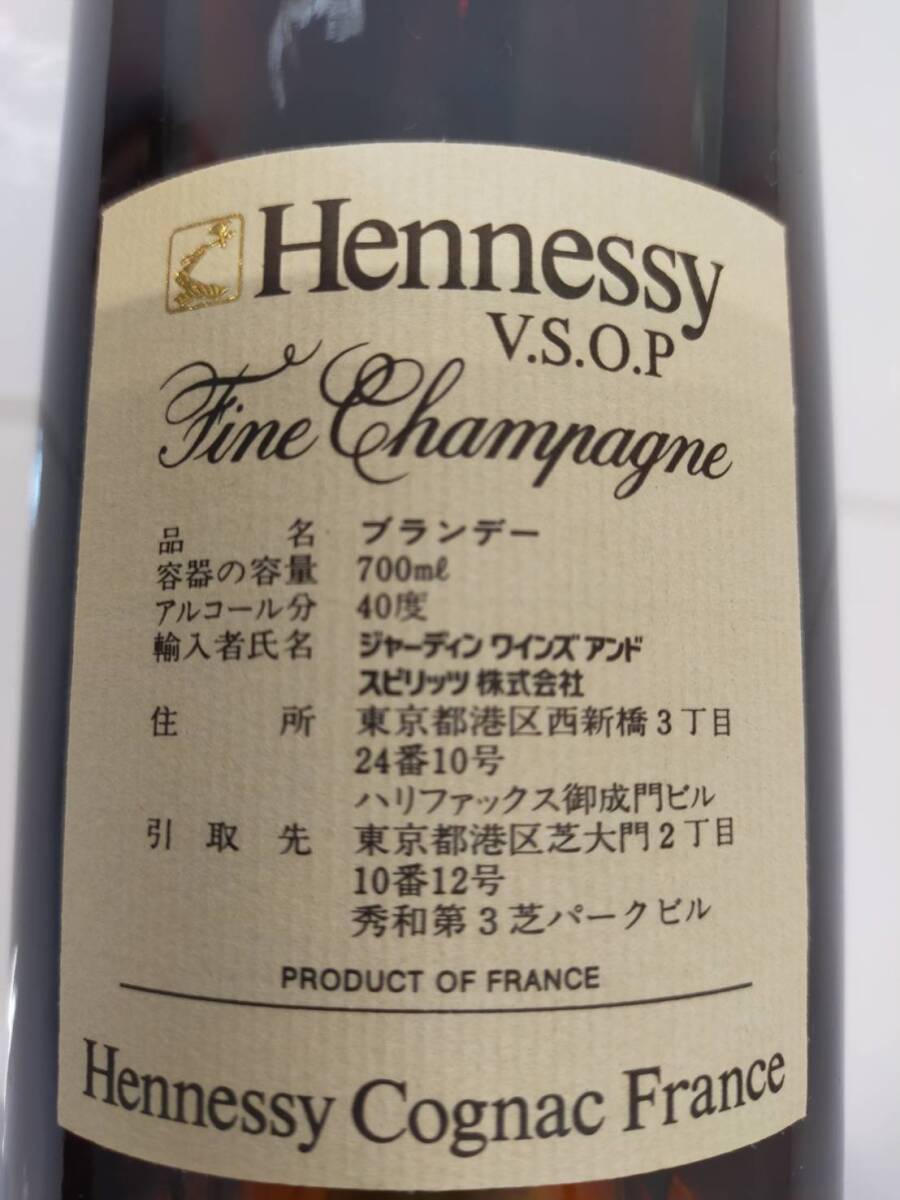 Hennessy
V.S.O.P
Fine Champagne
品名 ブランデー
容器の容量 700mℓ
アルコール分 40度
輸入者氏名 ジャーディン ワインズ アンド
スピリッツ 株式会社
住所 東京都港区西新橋3丁目
24番10号
ハリファックス御成門ビル
引取先 東京都港区芝大門2丁目
10番12号
秀和第3芝パークビル
PRODUCT OF FRANCE
Hennessy Cognac France